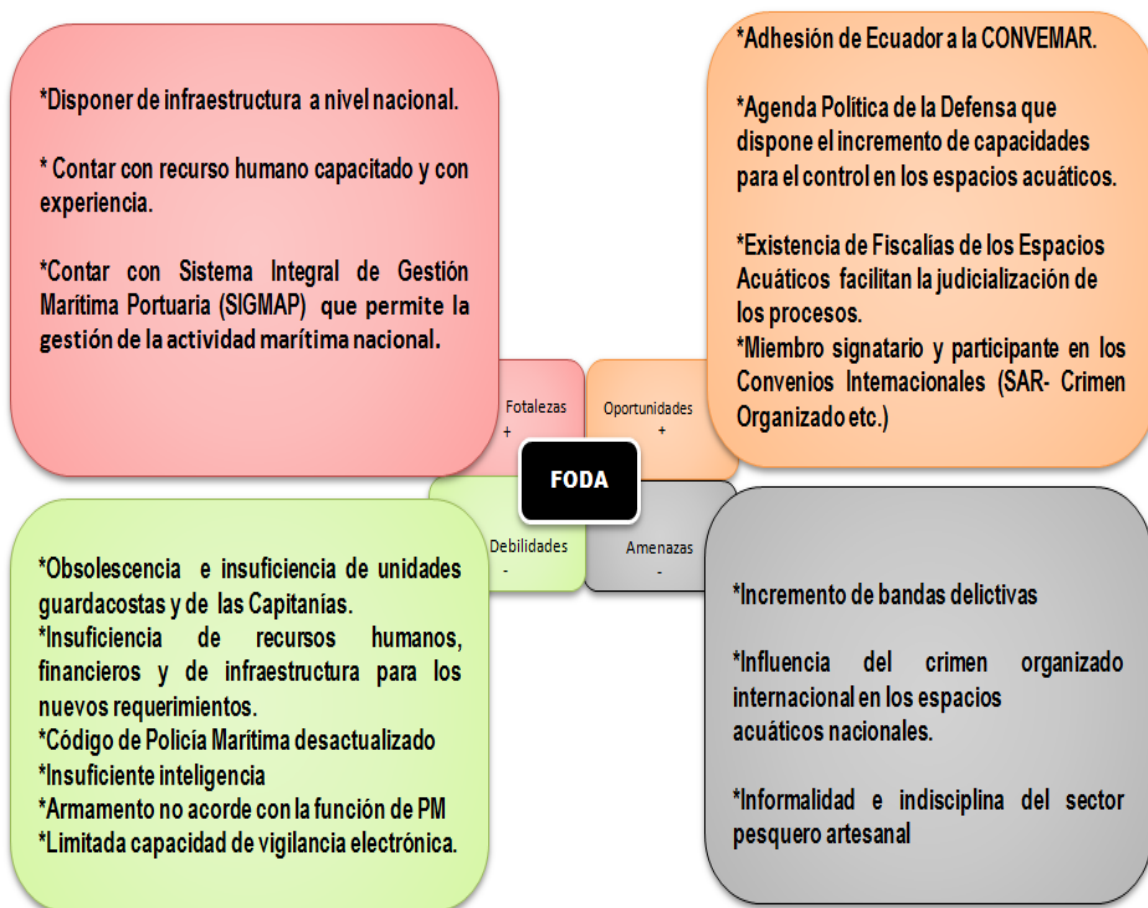 *Disponer de infraestructura a nivel nacional.
* Contar con recurso humano capacitado y con
experiencia.
*Contar con Sistema Integral de Gestión
Marítima Portuaria (SIGMAP) que permite la
gestión de la actividad marítima nacional.
*Adhesión de Ecuador a la CONVEMAR.
*Agenda Política de la Defensa que
dispone el incremento de capacidades
para el control en los espacios acuáticos.
*Existencia de Fiscalías de los Espacios
Acuáticos facilitan la judicialización de
los procesos.
*Miembro signatario y participante en los
Convenios Internacionales (SAR- Crimen
Organizado etc.)
Fotalezas
+
Oportunidades
+
FODA
Debilidades
-
Amenazas
-
*Obsolescencia e insuficiencia de unidades
guardacostas y de las Capitanías.
*Insuficiencia de recursos humanos,
financieros y de infraestructura para los
nuevos requerimientos.
*Código de Policía Marítima desactualizado
*Insuficiente inteligencia
*Armamento no acorde con la función de PM
*Limitada capacidad de vigilancia electrónica.
*Incremento de bandas delictivas
*Influencia del crimen organizado
internacional en los espacios
acuáticos nacionales.
*Informalidad e indisciplina del sector
pesquero artesanal